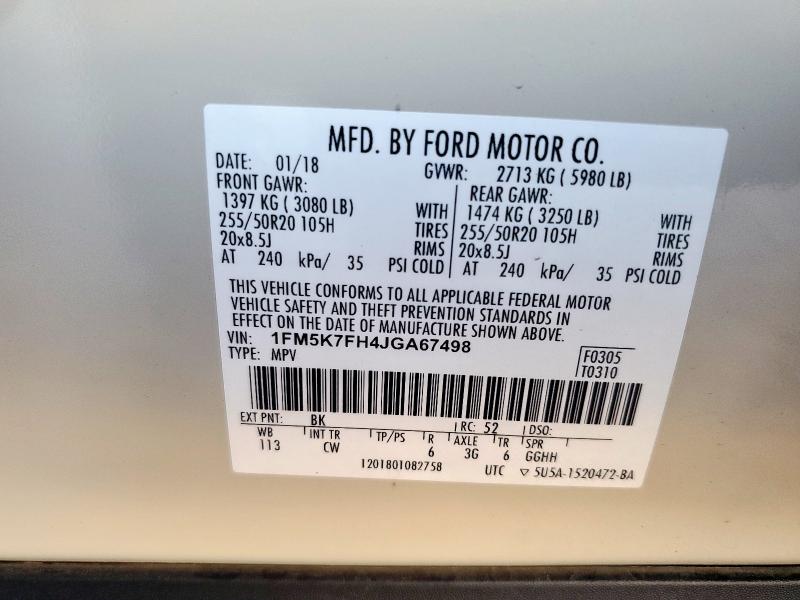 MFD. BY FORD MOTOR CO.
DATE: 01/18 GVWR: 2713 KG ( 5980 LB)
FRONT GAWR: REAR GAWR:
1397 KG ( 3080 LB) WITH 1474 KG ( 3250 LB) WITH
255/50R20 105H TIRES 255/50R20 105H TIRES
20x8.5J RIMS 20x8.5J RIMS
AT 240 kPa/ 35 PSI COLD AT 240 kPa/ 35 PSI COLD
THIS VEHICLE CONFORMS TO ALL APPLICABLE FEDERAL MOTOR
VEHICLE SAFETY AND THEFT PREVENTION STANDARDS IN
EFFECT ON THE DATE OF MANUFACTURE SHOWN ABOVE.
VIN: 1FM5K7FH4JGA67498
TYPE: MPV F0305
T0310
EXT PNT: BK RC: 52 DSO:
WB INT TR TP/PS R AXLE TR SPR
113 CW 6 3G 6 GGHH
1201801082758 UTC ▽ 5U5A-1520472-BA